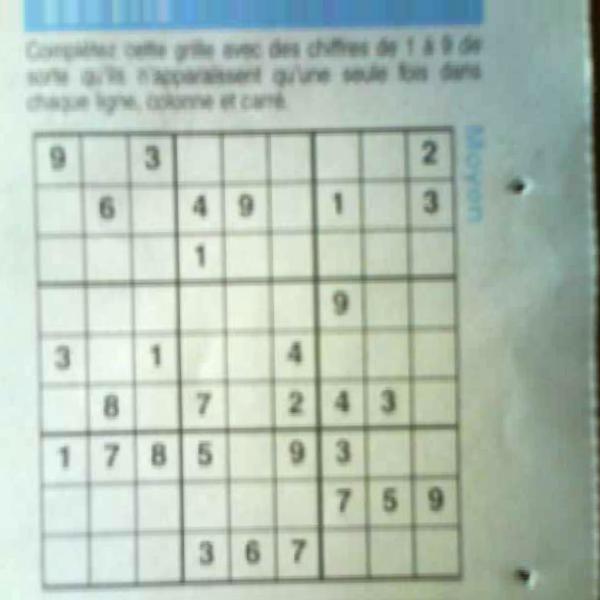 Complétez cette grille avec des chiffres de 1 à 9 de
sorte qu'ils n'apparaissent qu'une seule fois dans
chaque ligne, colonne et carré.
Moyen
9 3 2
6 4 9 1 3
1
9
3 1 4
8 7 2 4 3
1 7 8 5 9 3
7 5 9
3 6 7